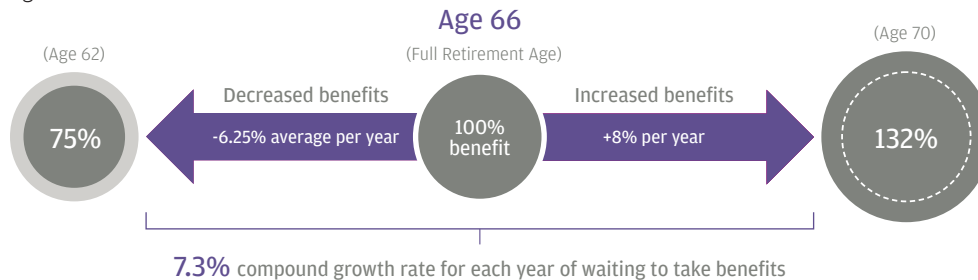 Age 66
(Age 62)
(Full Retirement Age)
(Age 70)
Decreased benefits
Increased benefits
75%
-6.25% average per year
100%
benefit
+8% per year
132%
7.3% compound growth rate for each year of waiting to take benefits